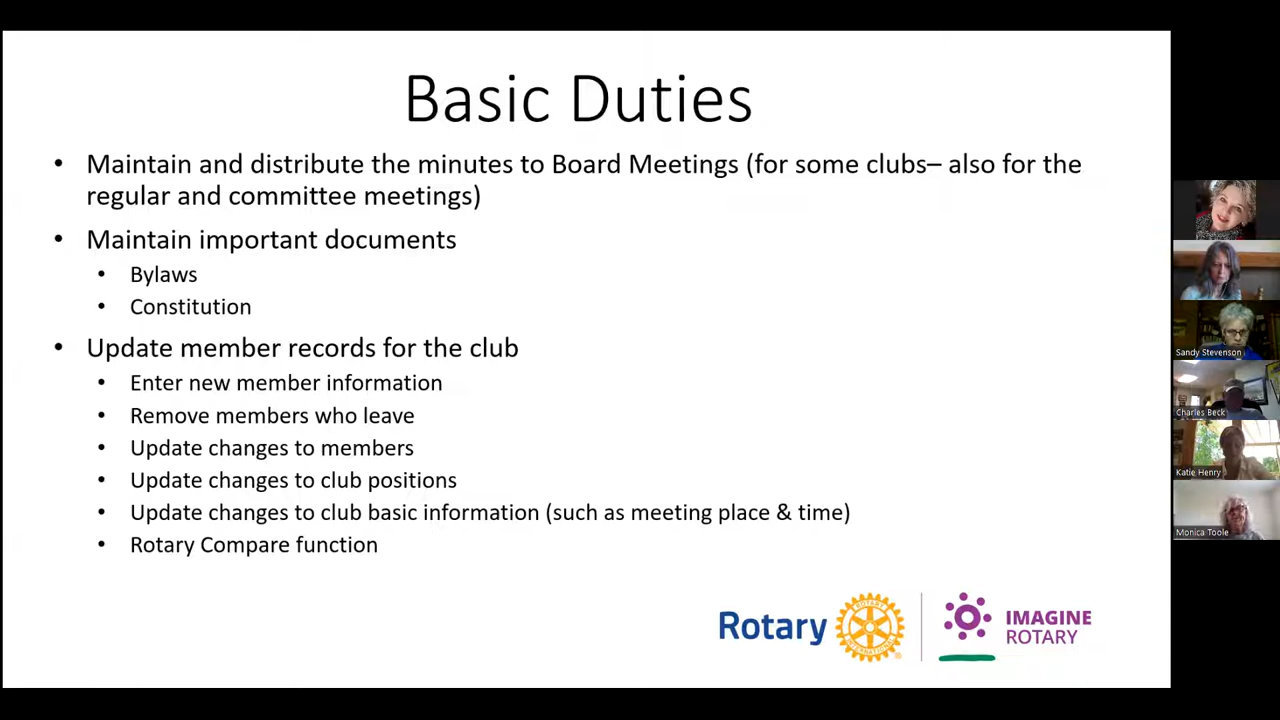 Basic Duties
• Maintain and distribute the minutes to Board Meetings (for some clubs– also for the
regular and committee meetings)
• Maintain important documents
• Bylaws
• Constitution
• Update member records for the club
• Enter new member information
• Remove members who leave
• Update changes to members
• Update changes to club positions
• Update changes to club basic information (such as meeting place & time)
• Rotary Compare function
Rotary
ROTARY
INTERNATIONAL
IMAGINE
ROTARY
Sandy Stevenson
Charles Beck
Katie Henry
Monica Toole